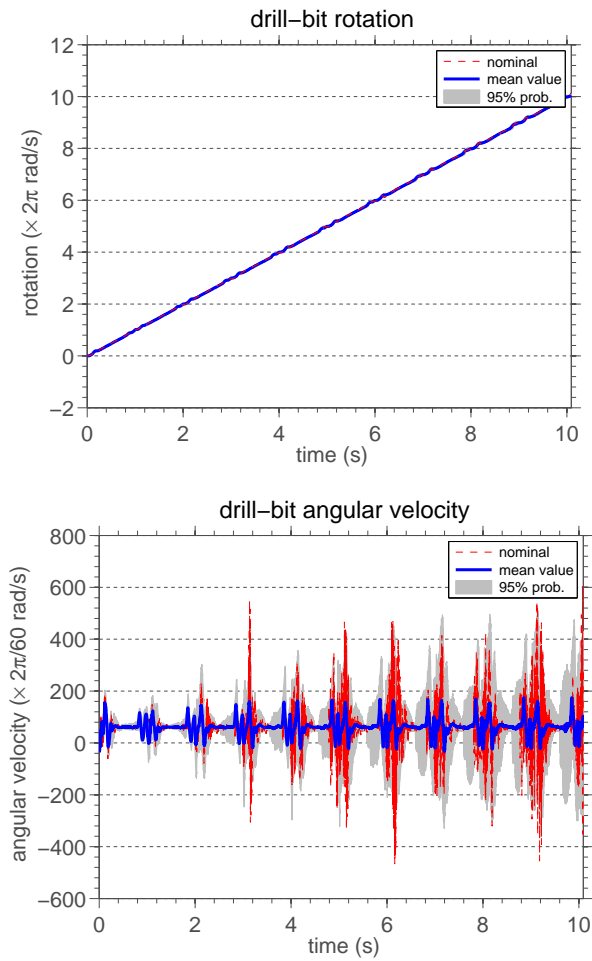 drill−bit rotation
12
10
8
6
4
2
0
−2
rotation (× 2π rad/s)
nominal
mean value
95% prob.
0 2 4 6 8 10
time (s)
drill−bit angular velocity
800
600
400
200
0
−200
−400
−600
angular velocity (× 2π/60 rad/s)
nominal
mean value
95% prob.
0 2 4 6 8 10
time (s)